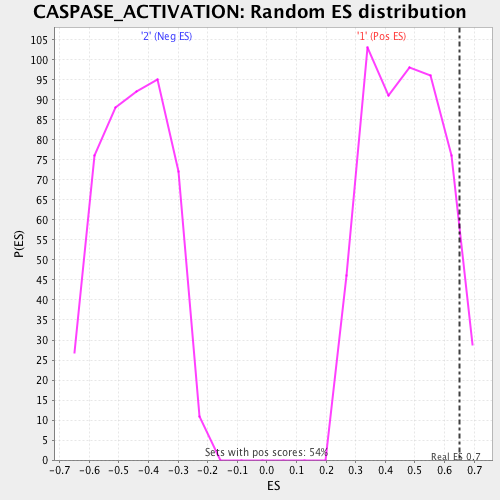 CASPASE_ACTIVATION: Random ES distribution
'2' (Neg ES)
'1' (Pos ES)
105
100
95
90
85
80
75
70
65
60
55
50
45
40
35
30
25
20
15
10
5
0
P(ES)
Sets with pos scores: 54%
Real ES 0.7
-0.7 -0.6 -0.5 -0.4 -0.3 -0.2 -0.1 0.0 0.1 0.2 0.3 0.4 0.5 0.6 0.7
ES